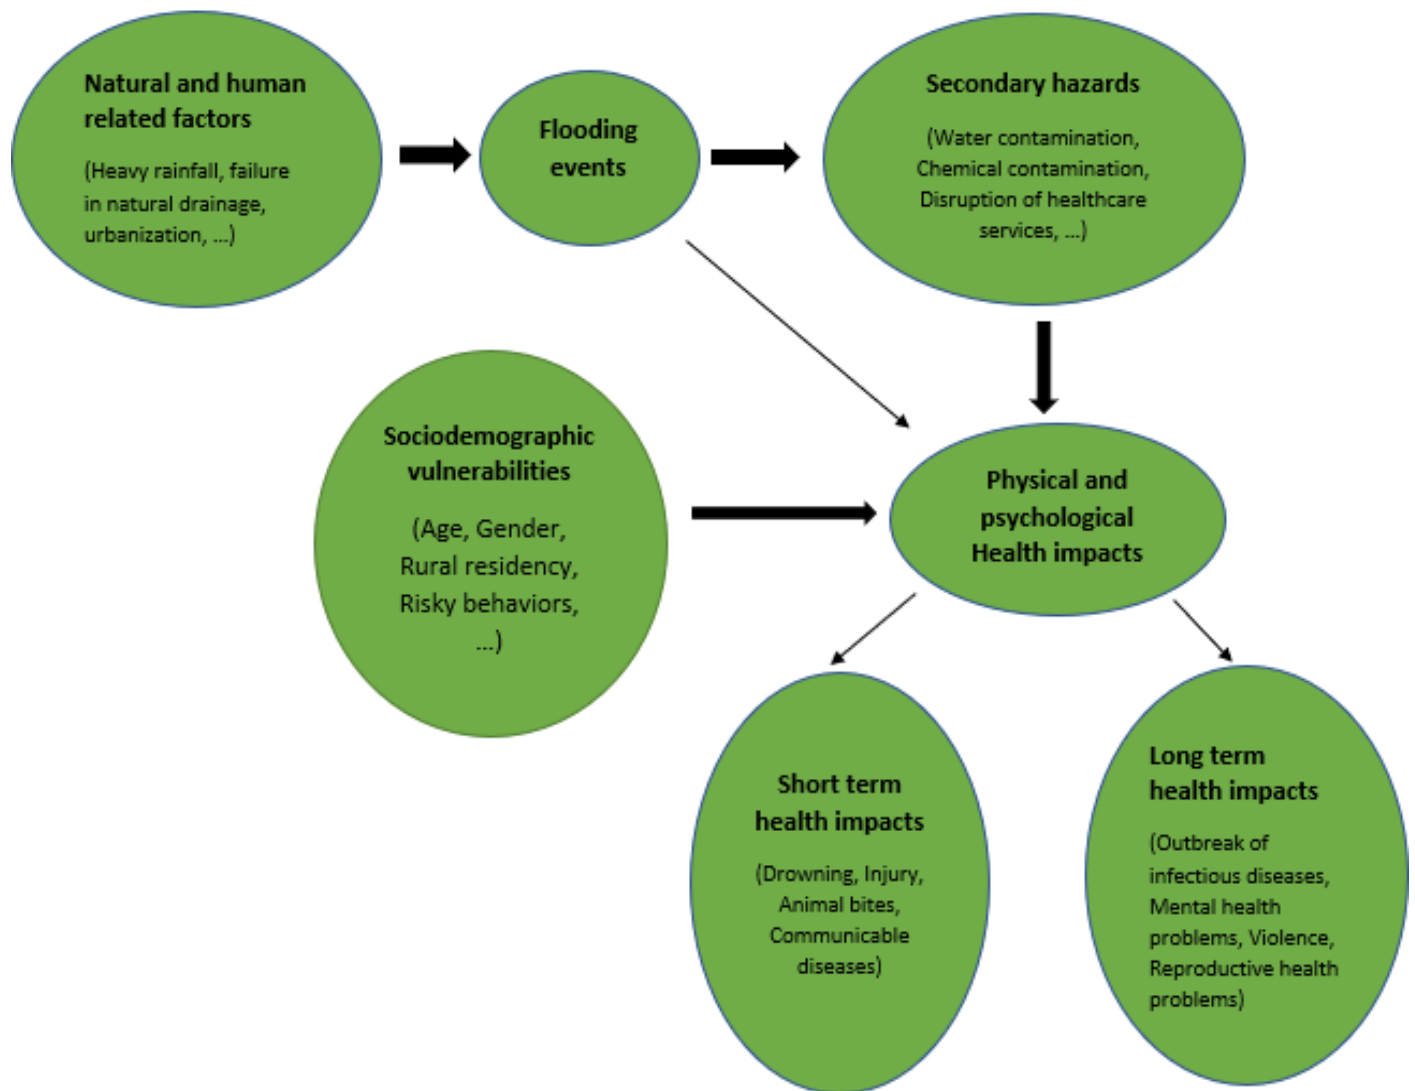 Natural and human
related factors
(Heavy rainfall, failure
in natural drainage,
urbanization, ...)
Flooding
events
Secondary hazards
(Water contamination,
Chemical contamination,
Disruption of healthcare
services, ...)
Sociodemographic
vulnerabilities
(Age, Gender,
Rural residency,
Risky behaviors,
...)
Physical and
psychological
Health impacts
Short term
health impacts
(Drowning, Injury,
Animal bites,
Communicable
diseases)
Long term
health impacts
(Outbreak of
infectious diseases,
Mental health
problems, Violence,
Reproductive health
problems)